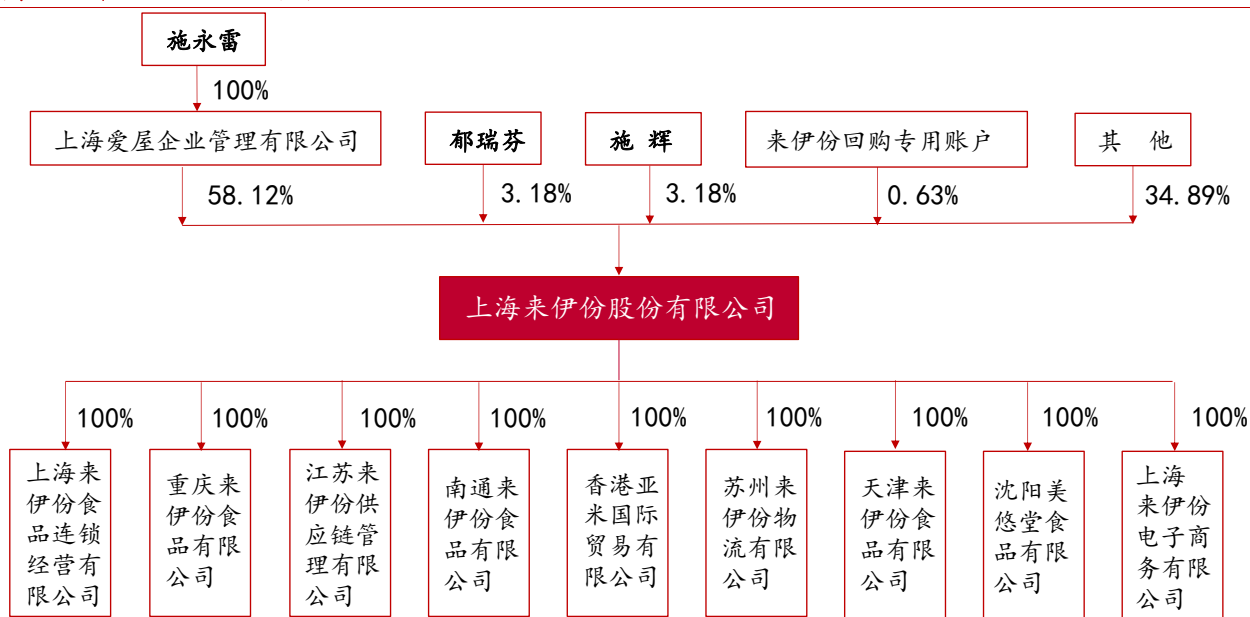 施永雷
100%
上海爱屋企业管理有限公司
郁瑞芬
施 辉
来伊份回购专用账户
其 他
58.12%
3.18%
3.18%
0.63%
34.89%
上海来伊份股份有限公司
100%
100%
100%
100%
100%
100%
100%
100%
100%
上海来
伊份食
品连锁
经营有
限公司
重庆来
伊份食
品有限
公司
江苏来
伊份供
应链管
理有限
公司
南通来
伊份食
品有限
公司
香港亚
米国际
贸易有
限公司
苏州来
伊份物
流有限
公司
天津来
伊份食
品有限
公司
沈阳美
悠堂食
品有限
公司
上海
来伊份
电子商
务有限
公司